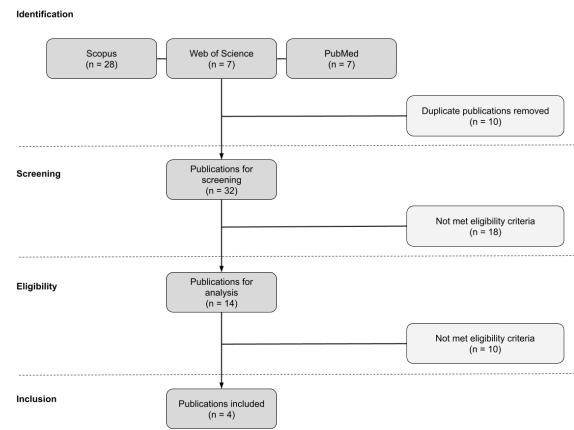 Identification
Scopus
(n = 28)
Web of Science
(n = 7)
PubMed
(n = 7)
Duplicate publications removed
(n = 10)
Screening
Publications for
screening
(n = 32)
Not met eligibility criteria
(n = 18)
Eligibility
Publications for
analysis
(n = 14)
Not met eligibility criteria
(n = 10)
Inclusion
Publications included
(n = 4)